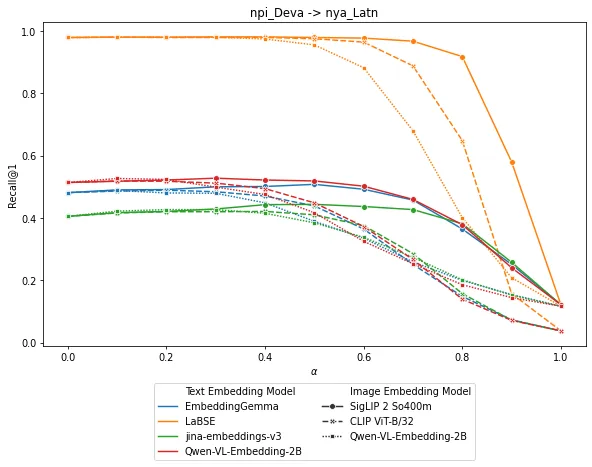 npi_Deva -> nya_Latn
1.0
0.8
0.6
0.4
0.2
0.0
Recall@1
0.0 0.2 0.4 0.6 0.8 1.0
α
Text Embedding Model Image Embedding Model
EmbeddingGemma SigLIP 2 So400m
LaBSE CLIP ViT-B/32
jina-embeddings-v3 Qwen-VL-Embedding-2B
Qwen-VL-Embedding-2B